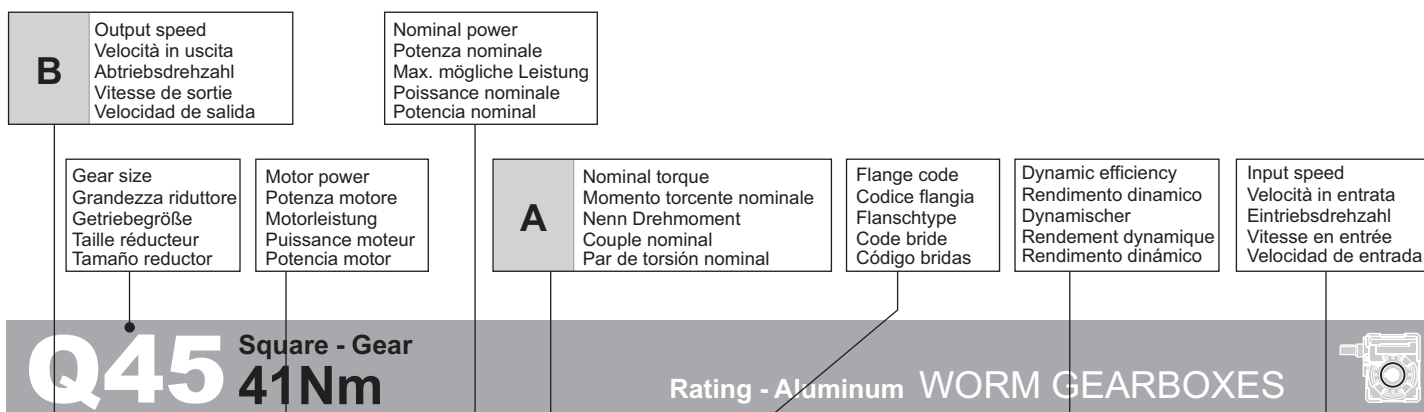 B
Output speed
Velocità in uscita
Abtriebsdrehzahl
Vitesse de sortie
Velocidad de salida
Nominal power
Potenza nominale
Max. mögliche Leistung
Poissance nominale
Potencia nominal
Gear size
Grandezza riduttore
Getriebegröße
Taille réducteur
Tamaño reductor
Motor power
Potenza motore
Motorleistung
Puissance moteur
Potencia motor
A
Nominal torque
Momento torcente nominale
Nenn Drehmoment
Couple nominal
Par de torsión nominal
Flange code
Codice flangia
Flanschtype
Code bride
Código bridas
Dynamic efficiency
Rendimento dinamico
Dynamischer
Rendement dynamique
Rendimento dinámico
Input speed
Velocità in entrata
Eintriebsdrehzahl
Vitesse en entrée
Velocidad de entrada
Q45
Square - Gear
41Nm
Rating - Aluminum WORM GEARBOXES